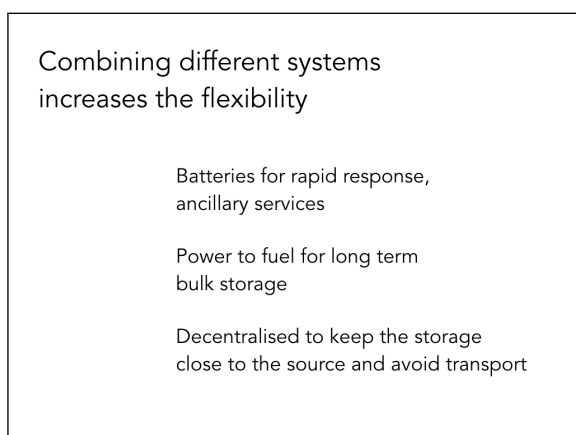 Combining different systems
increases the flexibility
Batteries for rapid response,
ancillary services
Power to fuel for long term
bulk storage
Decentralised to keep the storage
close to the source and avoid transport